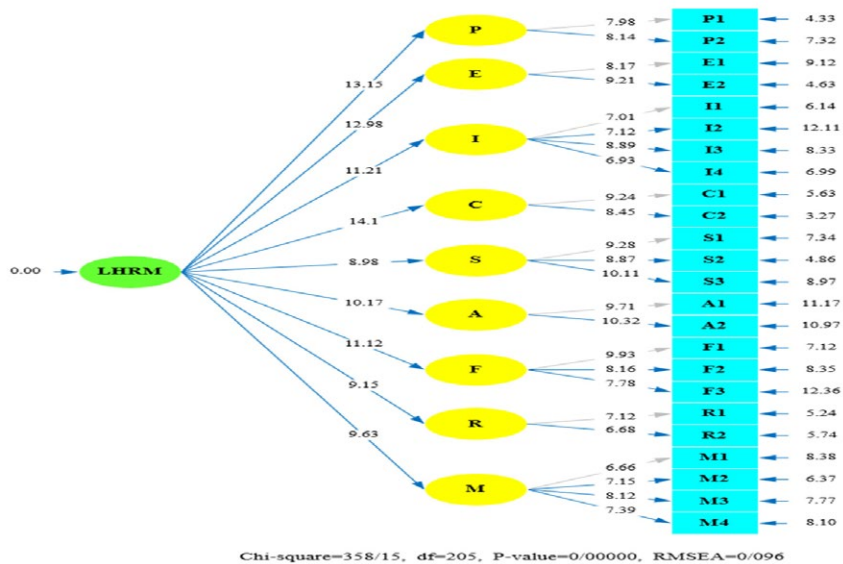 7.98 P1 4.33
P
8.14 P2 7.32
8.17 E1 9.12
E
9.21 E2 4.63
13.15
7.01 I1 6.14
12.98
7.12 I2 12.11
I
8.89 I3 8.33
11.21
6.93 I4 6.99
9.24 C1 5.63
C
8.45 C2 3.27
14.1
9.28 S1 7.34
8.98 S 8.87 S2 4.86
0.00 LHRM
10.11 S3 8.97
10.17
9.71 A1 11.17
A
10.32 A2 10.97
11.12
9.93 F1 7.12
F 8.16 F2 8.35
9.15
7.78 F3 12.36
7.12 R1 5.24
R
6.68 R2 5.74
9.63
6.66 M1 8.38
7.15 M2 6.37
M
8.12 M3 7.77
7.39 M4 8.10
Chi-square=358/15, df=205, P-value=0/00000, RMSEA=0/096